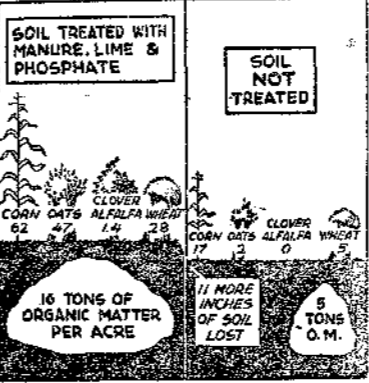 SOIL TREATED WITH
MANURE, LIME &
PHOSPHATE
CORN OATS CLOVER ALFALFA WHEAT
62 47 1.4 28
16 TONS OF
ORGANIC MATTER
PER ACRE
SOIL
NOT
TREATED
CORN OATS CLOVER ALFALFA WHEAT
17 2 0 5
11 MORE
INCHES
OF SOIL
LOST
5
TONS
O.M.